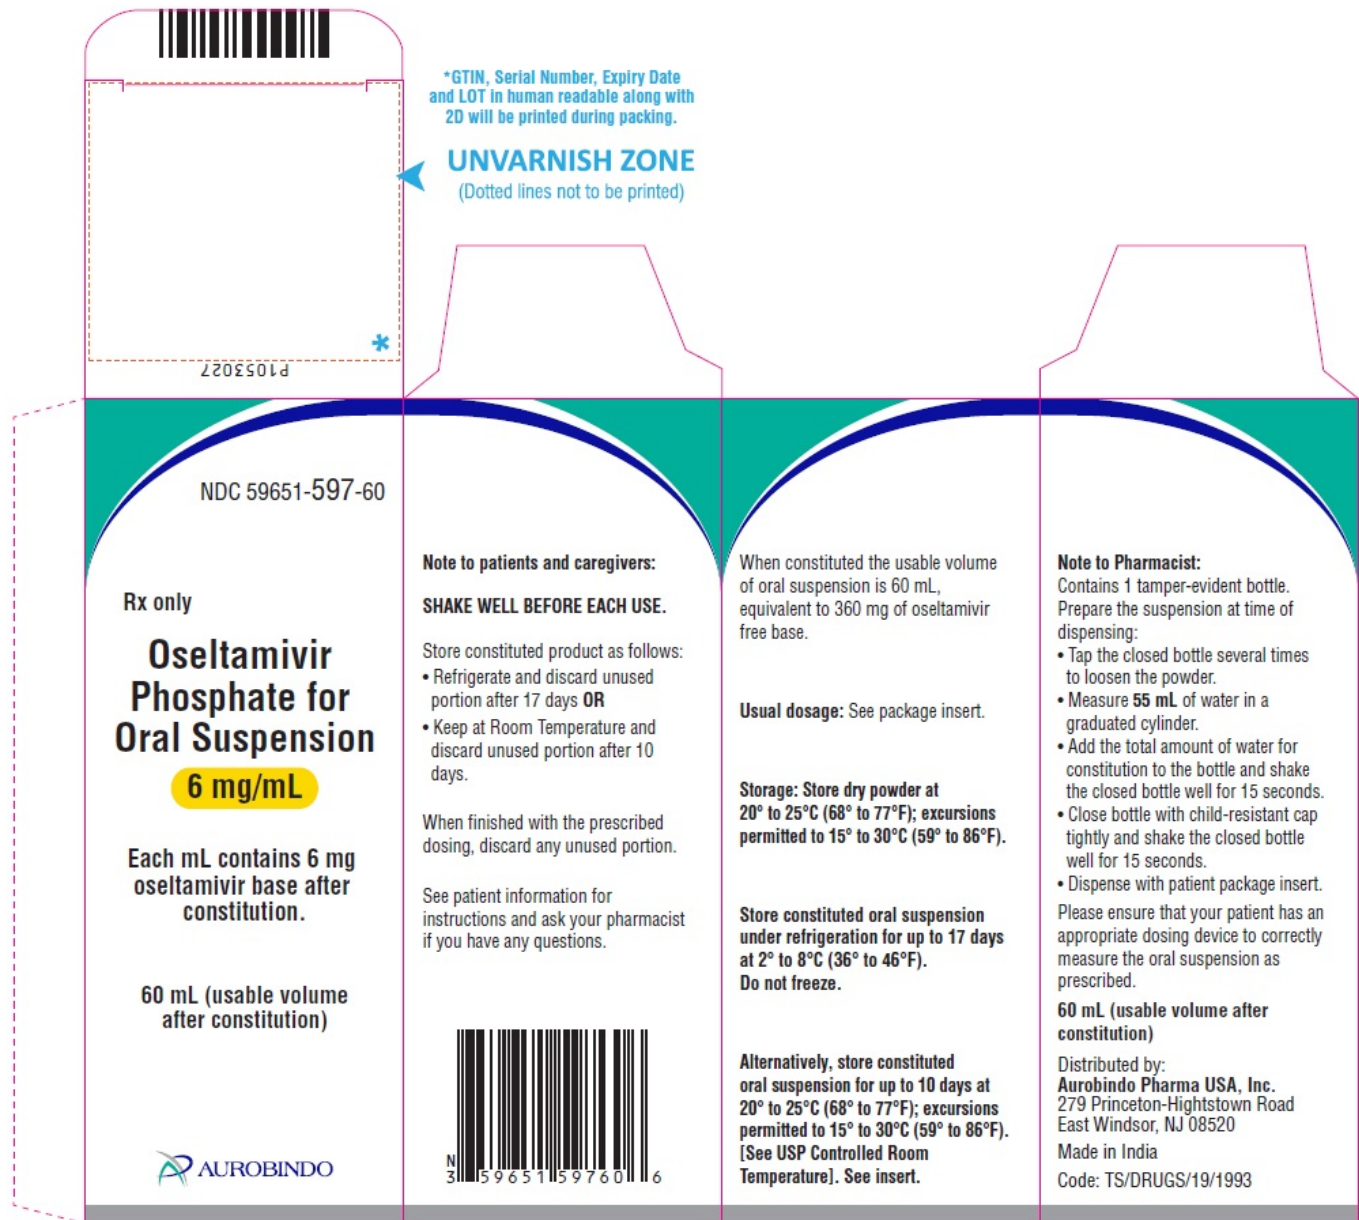 *GTIN, Serial Number, Expiry Date
and LOT in human readable along with
2D will be printed during packing.
UNVARNISH ZONE
(Dotted lines not to be printed)
*
P1053027
NDC 59651-597-60
Rx only
Oseltamivir
Phosphate for
Oral Suspension
6 mg/mL
Each mL contains 6 mg
oseltamivir base after
constitution.
60 mL (usable volume
after constitution)
AUROBINDO
Note to patients and caregivers:
SHAKE WELL BEFORE EACH USE.
Store constituted product as follows:
• Refrigerate and discard unused
portion after 17 days OR
• Keep at Room Temperature and
discard unused portion after 10
days.
When finished with the prescribed
dosing, discard any unused portion.
See patient information for
instructions and ask your pharmacist
if you have any questions.
N
3 59651 59760 6
When constituted the usable volume
of oral suspension is 60 mL,
equivalent to 360 mg of oseltamivir
free base.
Usual dosage: See package insert.
Storage: Store dry powder at
20° to 25°C (68° to 77°F); excursions
permitted to 15° to 30°C (59° to 86°F).
Store constituted oral suspension
under refrigeration for up to 17 days
at 2° to 8°C (36° to 46°F).
Do not freeze.
Alternatively, store constituted
oral suspension for up to 10 days at
20° to 25°C (68° to 77°F); excursions
permitted to 15° to 30°C (59° to 86°F).
[See USP Controlled Room
Temperature]. See insert.
Note to Pharmacist:
Contains 1 tamper-evident bottle.
Prepare the suspension at time of
dispensing:
• Tap the closed bottle several times
to loosen the powder.
• Measure 55 mL of water in a
graduated cylinder.
• Add the total amount of water for
constitution to the bottle and shake
the closed bottle well for 15 seconds.
• Close bottle with child-resistant cap
tightly and shake the closed bottle
well for 15 seconds.
• Dispense with patient package insert.
Please ensure that your patient has an
appropriate dosing device to correctly
measure the oral suspension as
prescribed.
60 mL (usable volume after
constitution)
Distributed by:
Aurobindo Pharma USA, Inc.
279 Princeton-Hightstown Road
East Windsor, NJ 08520
Made in India
Code: TS/DRUGS/19/1993